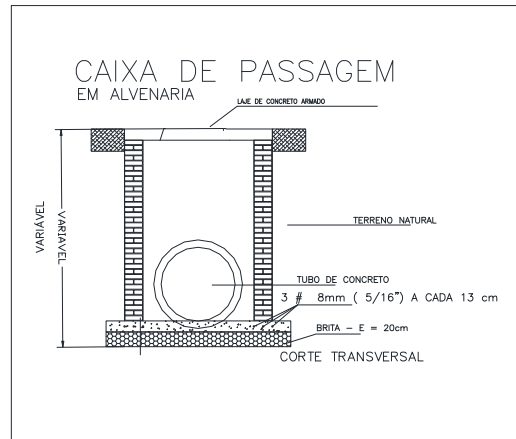 CAIXA DE PASSAGEM
EM ALVENARIA
LAJE DE CONCRETO ARMADO
VARIÁVEL
VARIAVEL
TERRENO NATURAL
TUBO DE CONCRETO
3 # 8mm ( 5/16") A CADA 13 cm
BRITA - E = 20cm
CORTE TRANSVERSAL